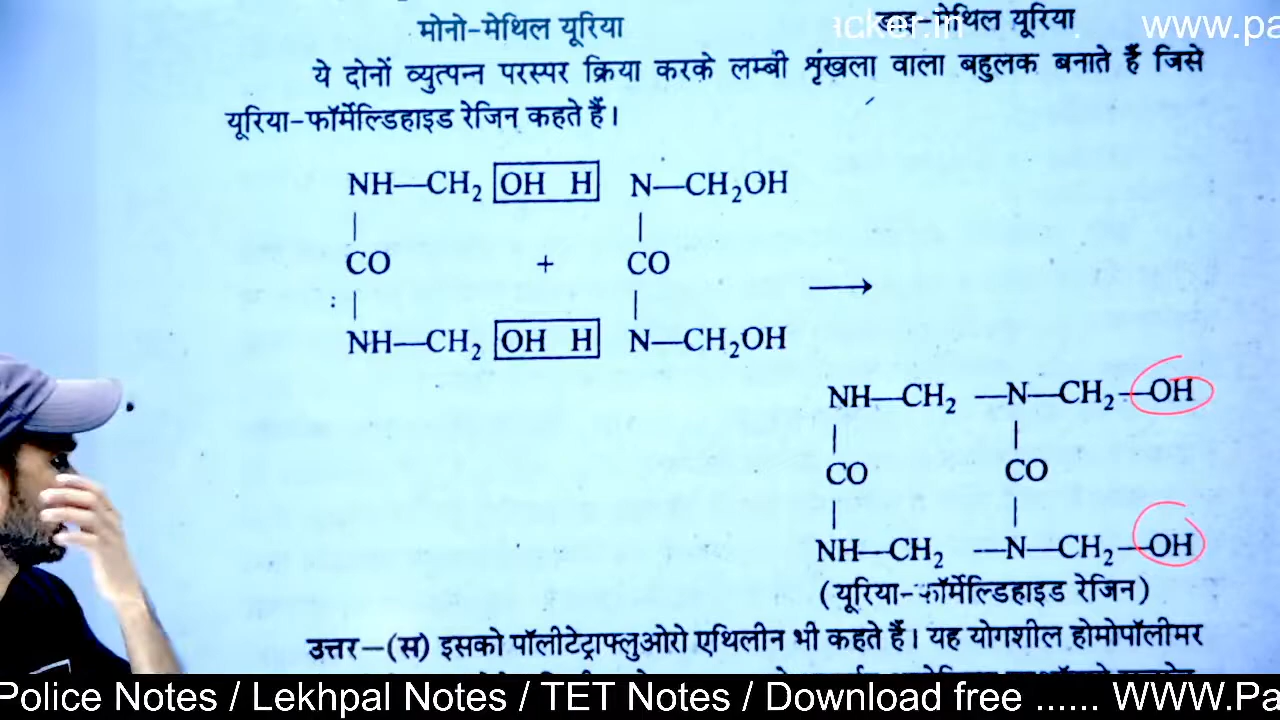 मोनो-मेथिल यूरिया acker.in डाइ-मेथिल यूरिया www.pa
ये दोनों व्युत्पन्न परस्पर क्रिया करके लम्बी शृंखला वाला बहुलक बनाते हैं जिसे
यूरिया-फॉर्मेल्डिहाइड रेजिन कहते हैं।
NH—CH2 OH H N—CH2OH
| |
CO + CO
| | →
NH—CH2 OH H N—CH2OH
NH—CH2 —N—CH2—OH
| |
CO CO
| |
NH—CH2 —N—CH2—OH
(यूरिया-फॉर्मेल्डिहाइड रेजिन)
उत्तर—(स) इसको पॉलीटेट्राफ्लुओरो एथिलीन भी कहते हैं। यह योगशील होमोपॉलीमर
Police Notes / Lekhpal Notes / TET Notes / Download free ...... WWW.Pa